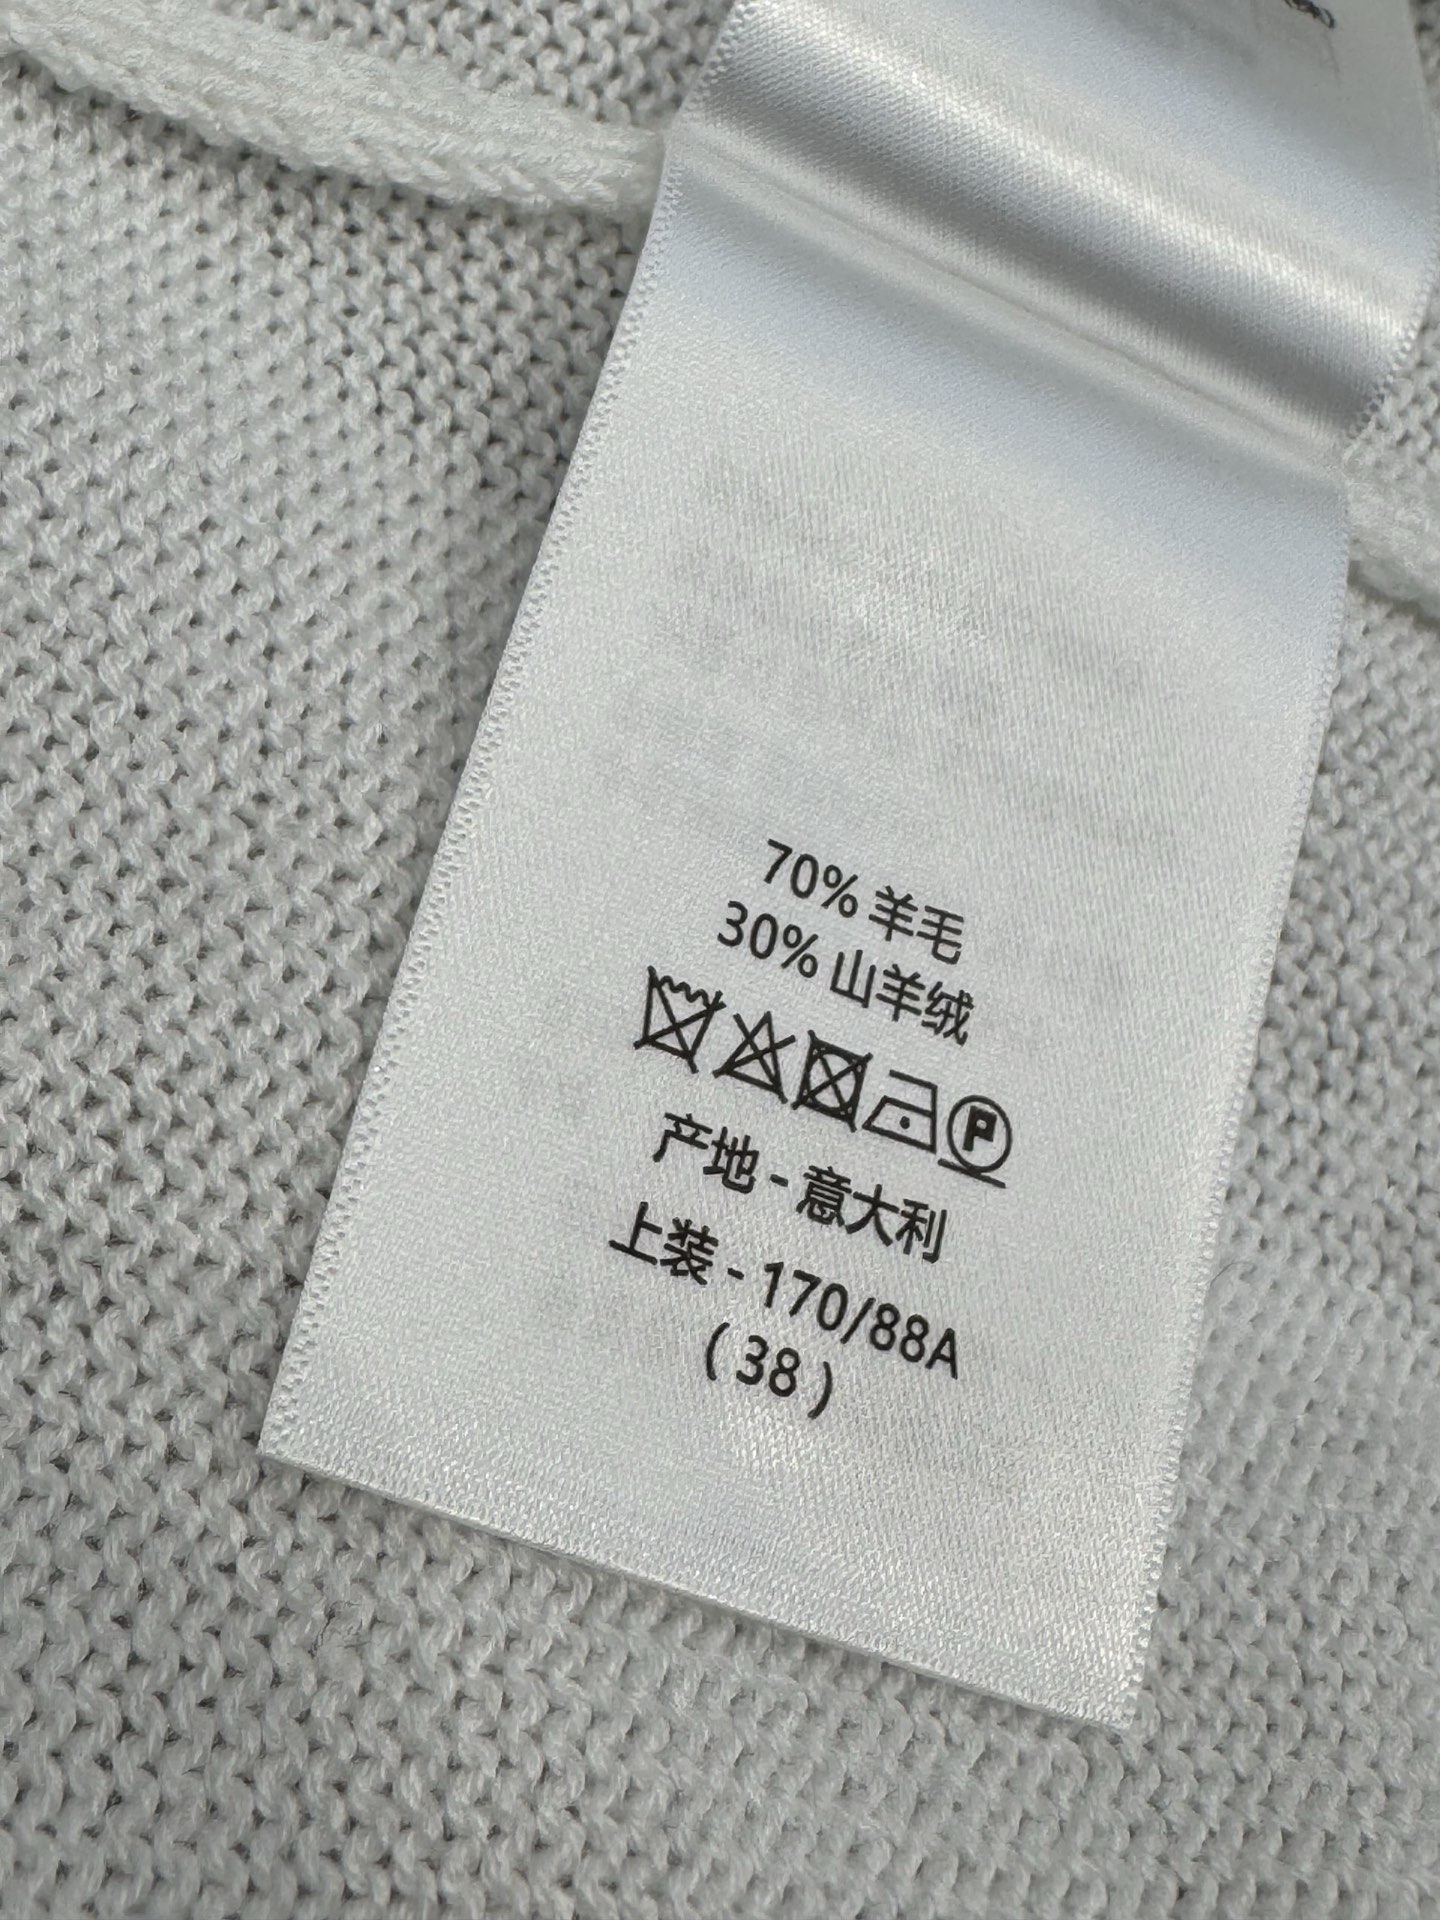 70% 羊毛
30% 山羊绒
P
产地 - 意大利
上装 - 170/88A
( 38 )